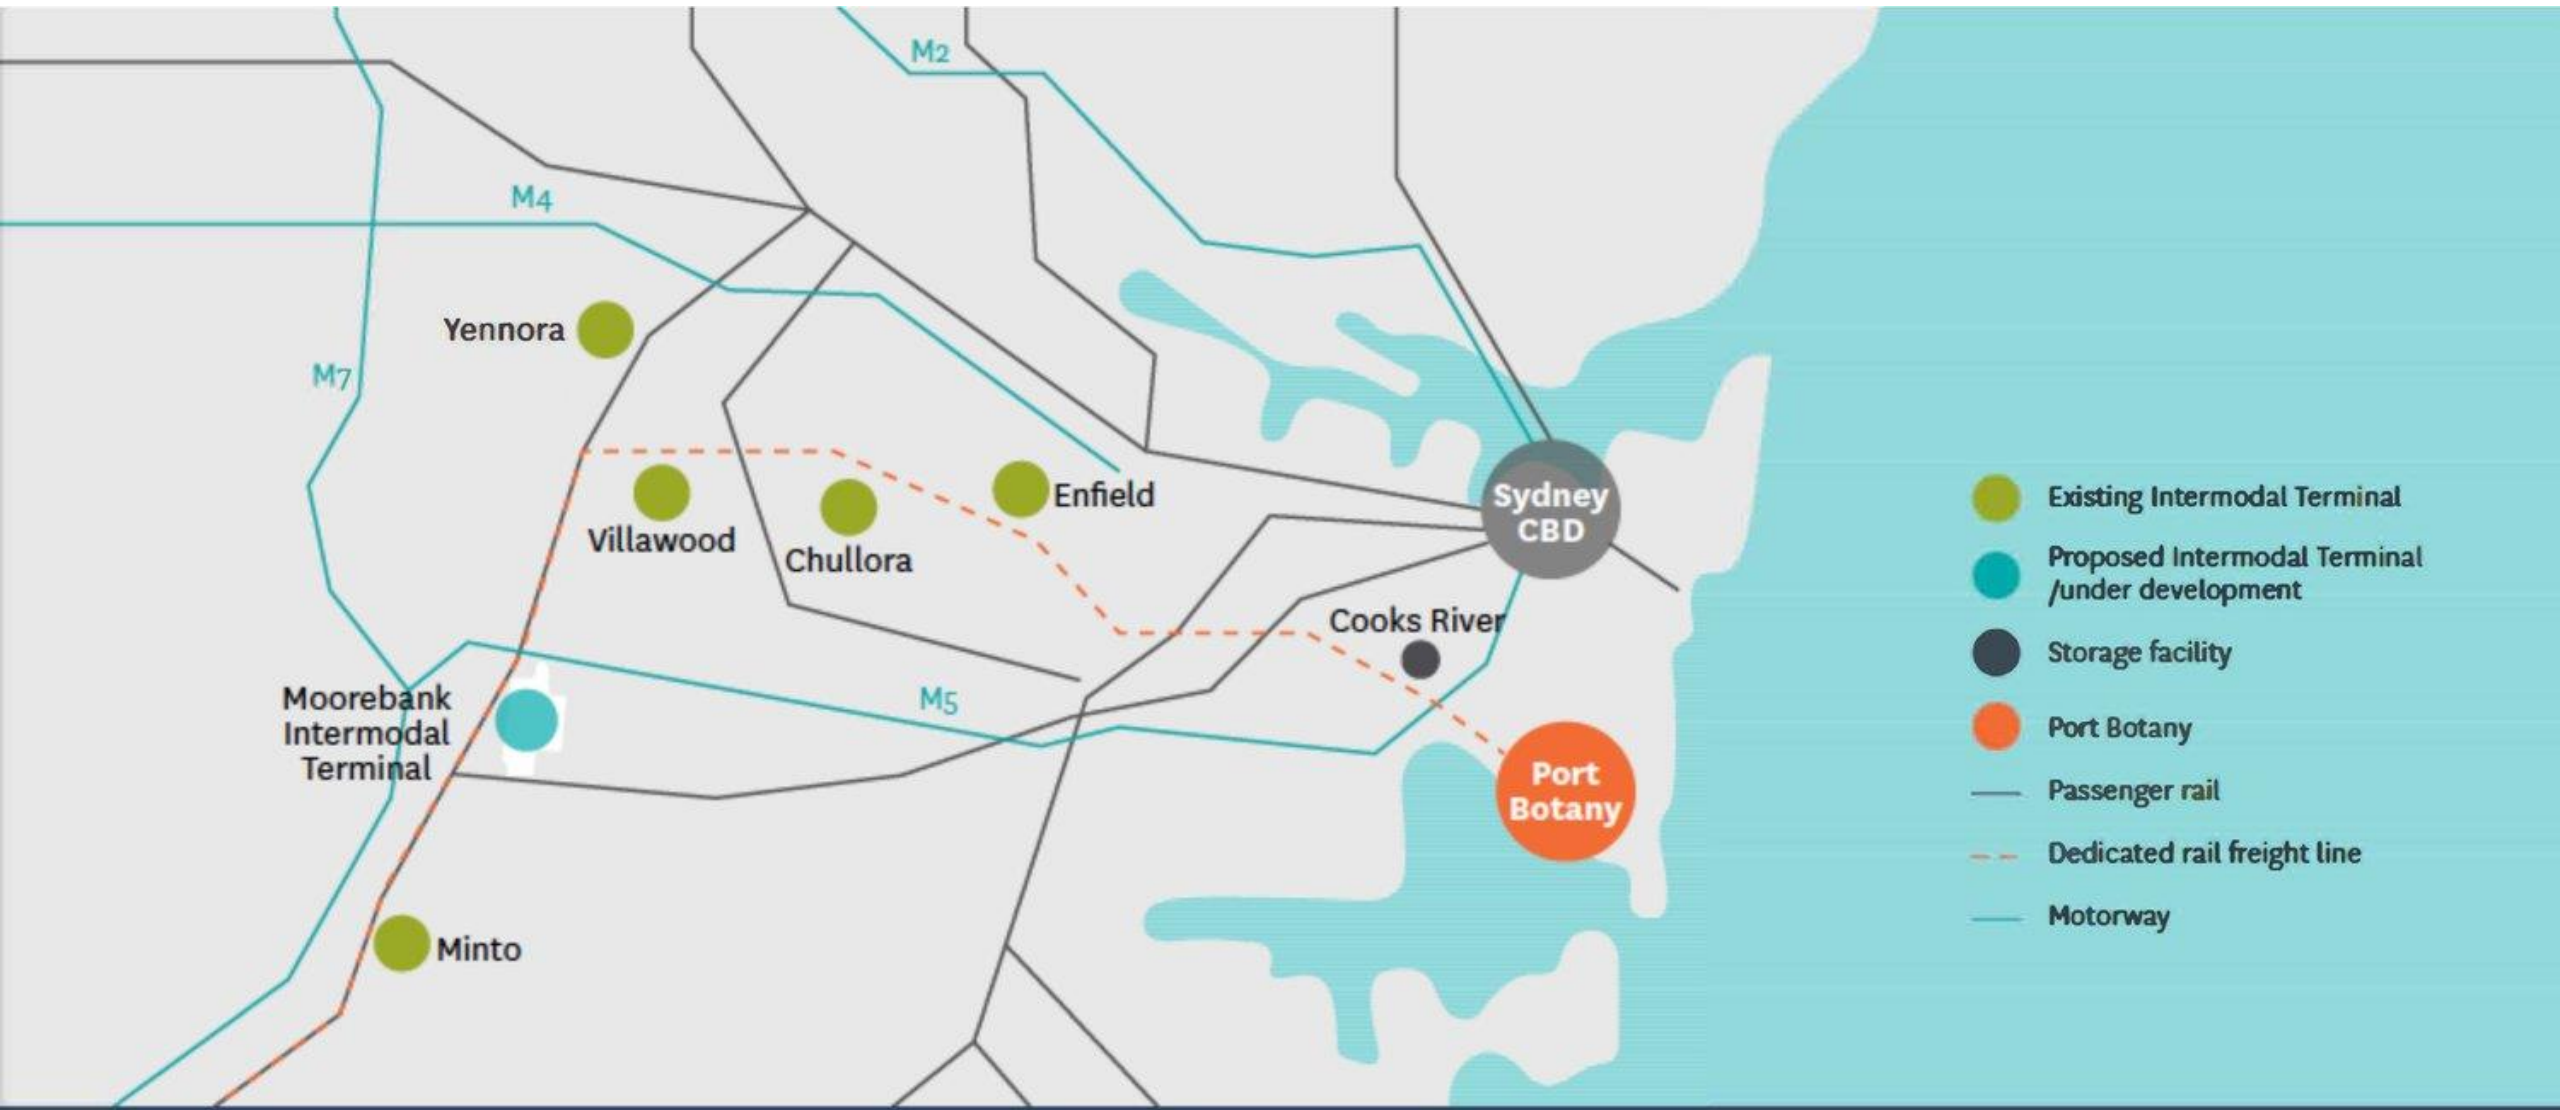 M2
M4
Yennora
M7
Enfield
Villawood
Chullora
Sydney
CBD
Cooks River
Moorebank
Intermodal
Terminal
M5
Port
Botany
Minto
Existing Intermodal Terminal
Proposed Intermodal Terminal
/under development
Storage facility
Port Botany
Passenger rail
Dedicated rail freight line
Motorway